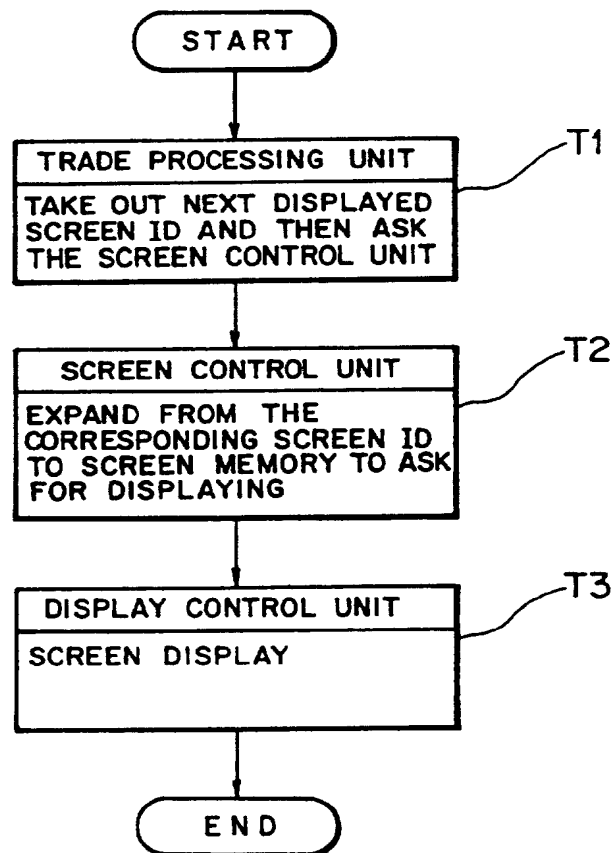 START
TRADE PROCESSING UNIT
T1
TAKE OUT NEXT DISPLAYED
SCREEN ID AND THEN ASK
THE SCREEN CONTROL UNIT
SCREEN CONTROL UNIT
T2
EXPAND FROM THE
CORRESPONDING SCREEN ID
TO SCREEN MEMORY TO ASK
FOR DISPLAYING
DISPLAY CONTROL UNIT
T3
SCREEN DISPLAY
END